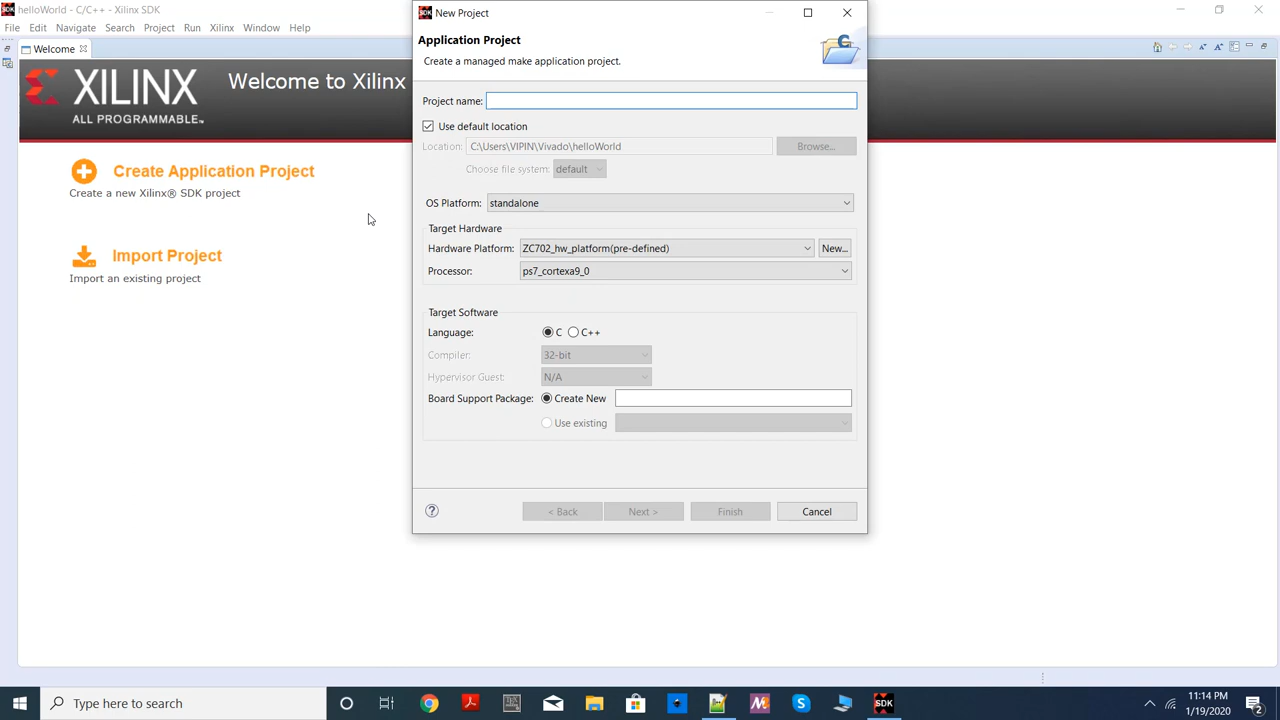 helloWorld - C/C++ - Xilinx SDK
File Edit Navigate Search Project Run Xilinx Window Help
Welcome
XILINX
ALL PROGRAMMABLE™
Welcome to Xilinx
Create Application Project
Create a new Xilinx® SDK project
Import Project
Import an existing project
SDK New Project
Application Project
Create a managed make application project.
Project name:
Use default location
Location: C:\Users\VIPIN\Vivado\helloWorld Browse...
Choose file system: default
OS Platform: standalone
Target Hardware
Hardware Platform: ZC702_hw_platform(pre-defined) New...
Processor: ps7_cortexa9_0
Target Software
Language: C C++
Compiler: 32-bit
Hypervisor Guest: N/A
Board Support Package: Create New
Use existing
? < Back Next > Finish Cancel
Type here to search
SDK
11:14 PM
1/19/2020
2